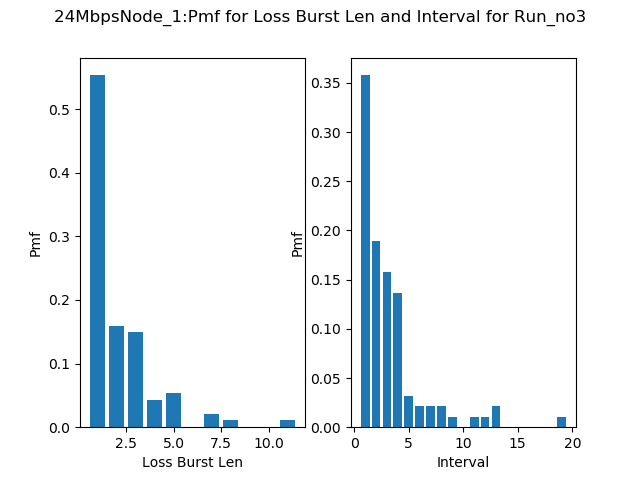 24MbpsNode_1:Pmf for Loss Burst Len and Interval for Run_no3
Pmf
0.5
0.4
0.3
0.2
0.1
0.0
2.5 5.0 7.5 10.0
Loss Burst Len
Pmf
0.35
0.30
0.25
0.20
0.15
0.10
0.05
0.00
0 5 10 15 20
Interval